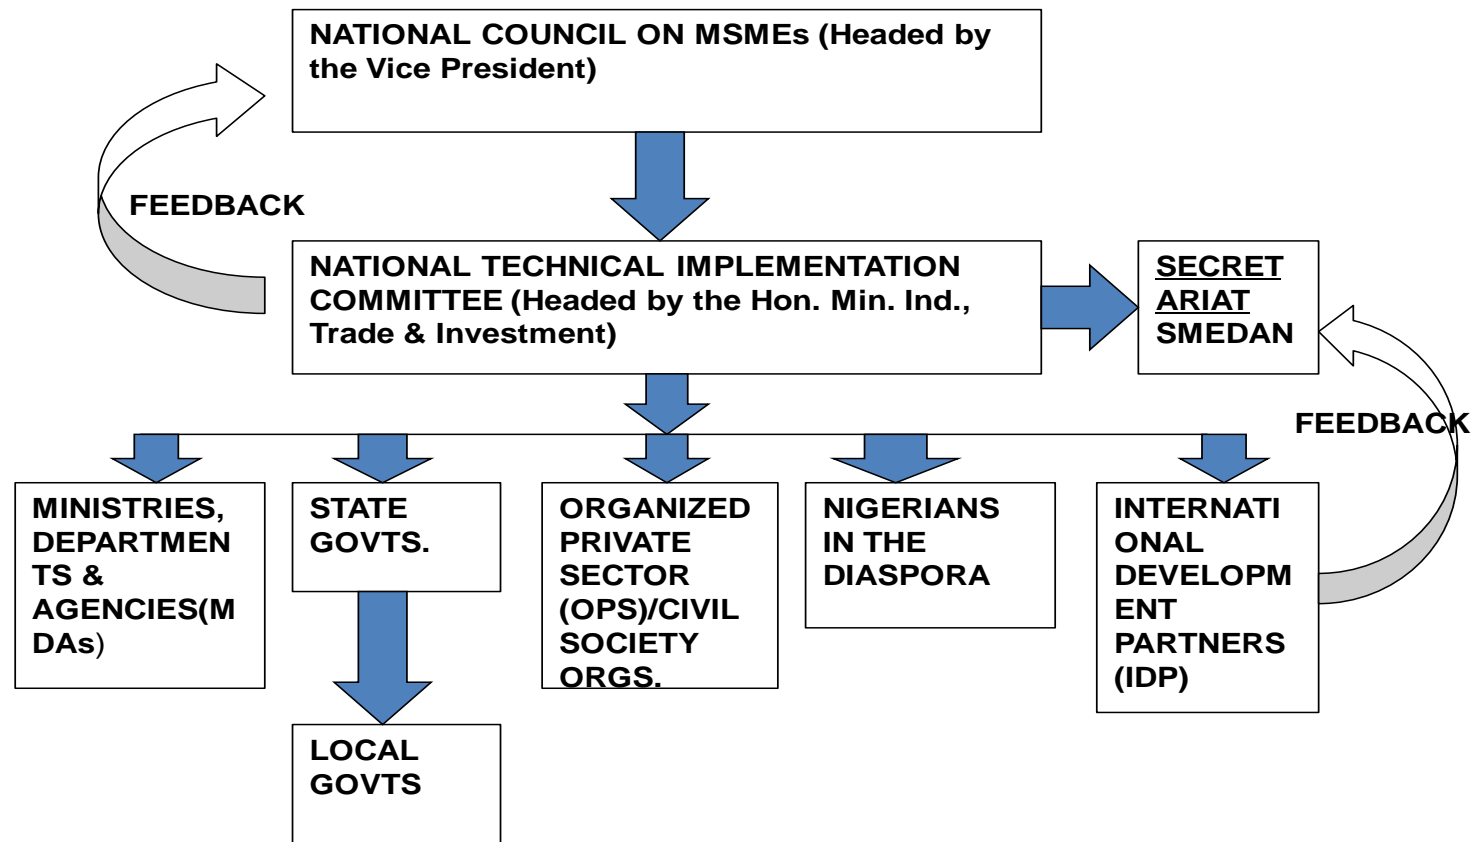 NATIONAL COUNCIL ON MSMEs (Headed by
the Vice President)
FEEDBACK
NATIONAL TECHNICAL IMPLEMENTATION
COMMITTEE (Headed by the Hon. Min. Ind.,
Trade & Investment)
SECRET
ARIAT
SMEDAN
FEEDBACK
MINISTRIES,
DEPARTMEN
TS &
AGENCIES(M
DAs)
STATE
GOVTS.
ORGANIZED
PRIVATE
SECTOR
(OPS)/CIVIL
SOCIETY
ORGS.
NIGERIANS
IN THE
DIASPORA
INTERNATI
ONAL
DEVELOPM
ENT
PARTNERS
(IDP)
LOCAL
GOVTS